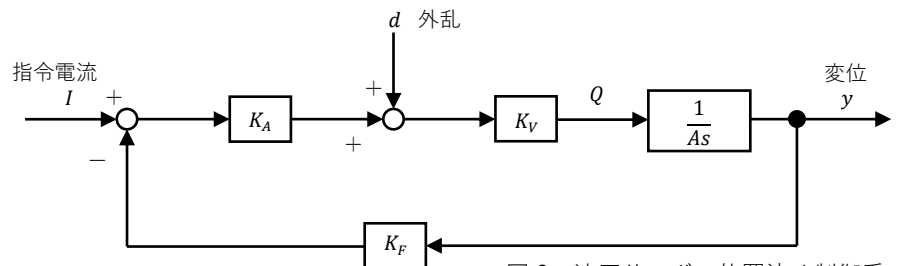 d 外乱
指令電流
I
+
−
K_A
+
+
K_V
Q
1
As
変位
y
K_F